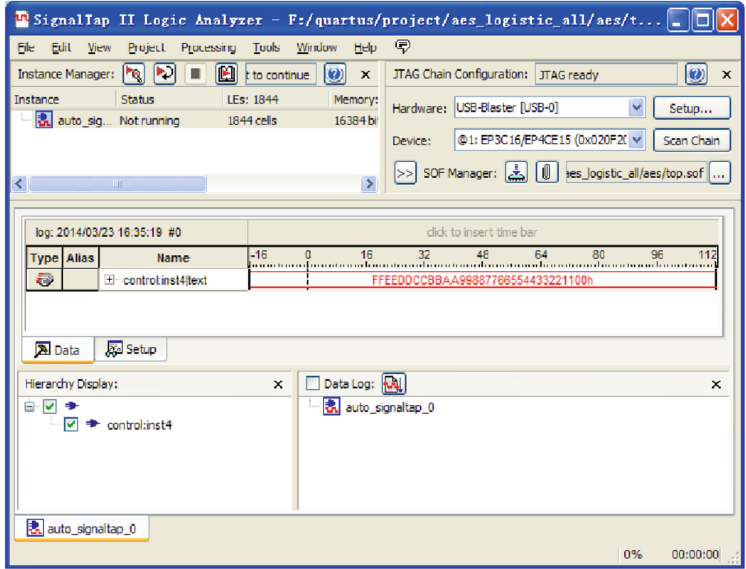 SignalTap II Logic Analyzer - F:/quartus/project/aes_logistic_all/aes/t...
File Edit View Project Processing Tools Window Help
Instance Manager: t to continue
JTAG Chain Configuration: JTAG ready
Instance Status LEs: 1844 Memory:
auto_sig... Not running 1844 cells 16384 bi
Hardware: USB-Blaster [USB-0] Setup...
Device: @1: EP3C16/EP4CE15 (0x020F20 Scan Chain
>> SOF Manager: aes_logistic_all/aes/top.sof ...
log: 2014/03/23 16:35:19 #0 click to insert time bar
Type Alias Name -16 0 16 32 48 64 80 96 112
control:inst4|text FFEEDDCCBBAA99887766554433221100h
Data Setup
Hierarchy Display:
control:inst4
Data Log:
auto_signaltap_0
auto_signaltap_0
0% 00:00:00